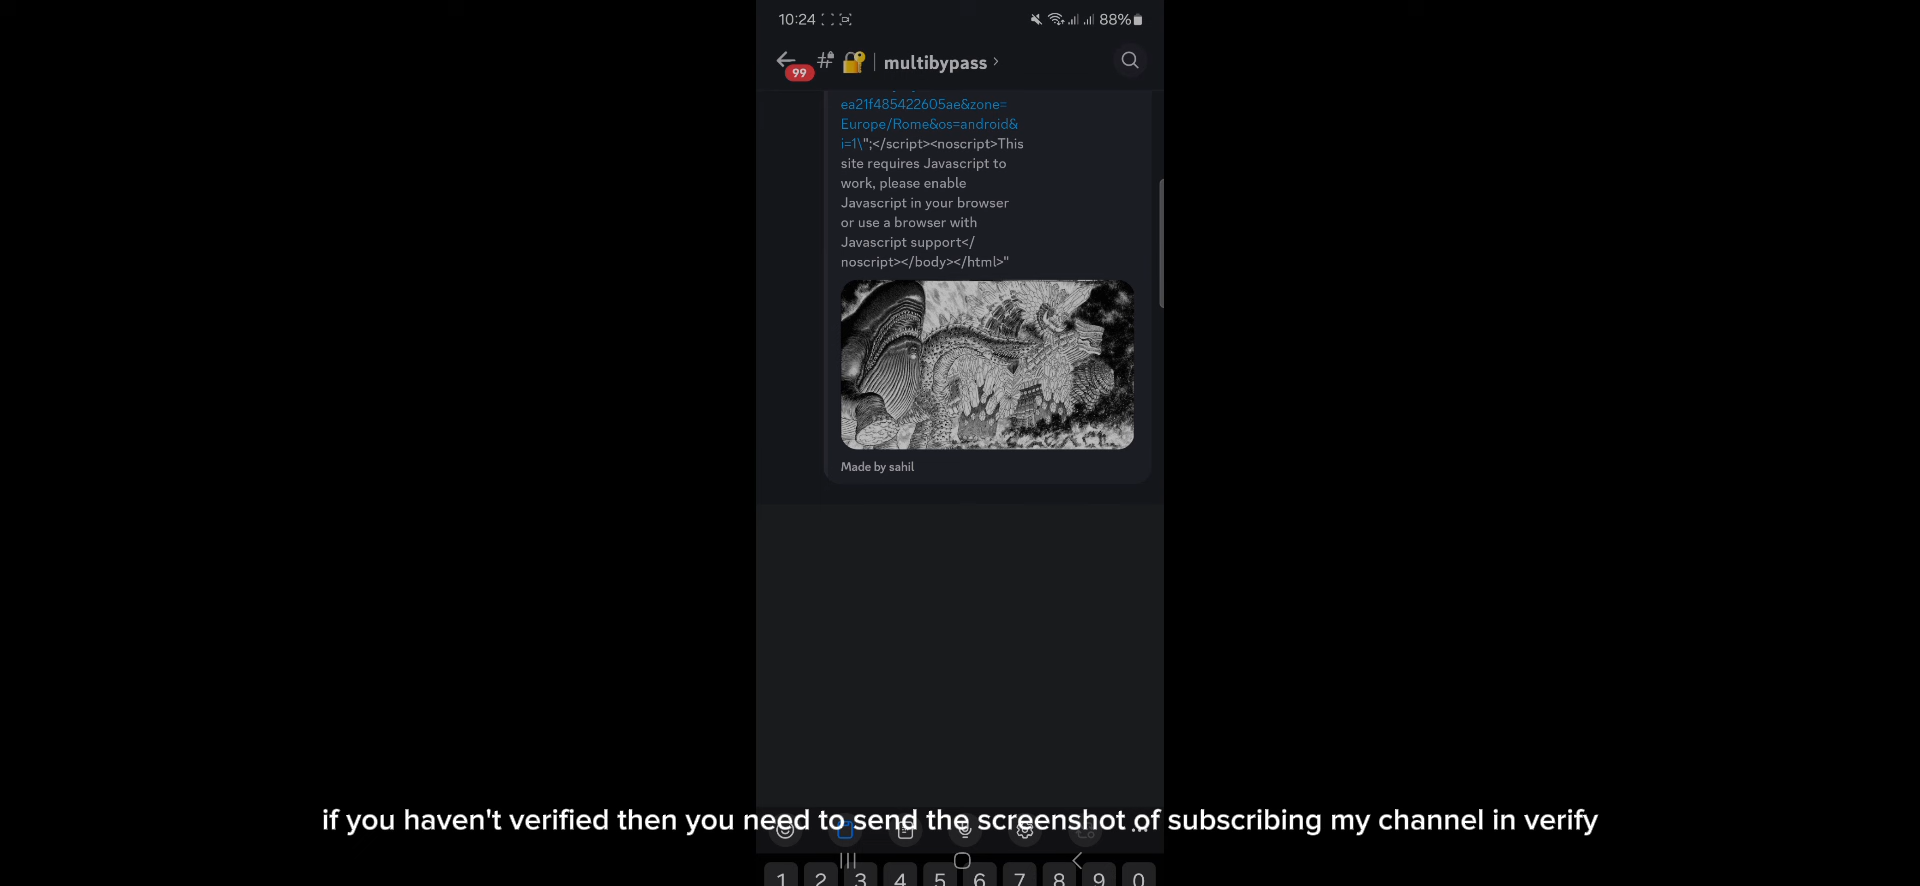 10:24 88%
99 # | multibypass >
ea21f485422605ae&zone=
Europe/Rome&os=android&
i=1\";</script><noscript>This
site requires Javascript to
work, please enable
Javascript in your browser
or use a browser with
Javascript support</
noscript></body></html>"
Made by sahil
if you haven't verified then you need to send the screenshot of subscribing my channel in verify
1 2 3 4 5 6 7 8 9 0